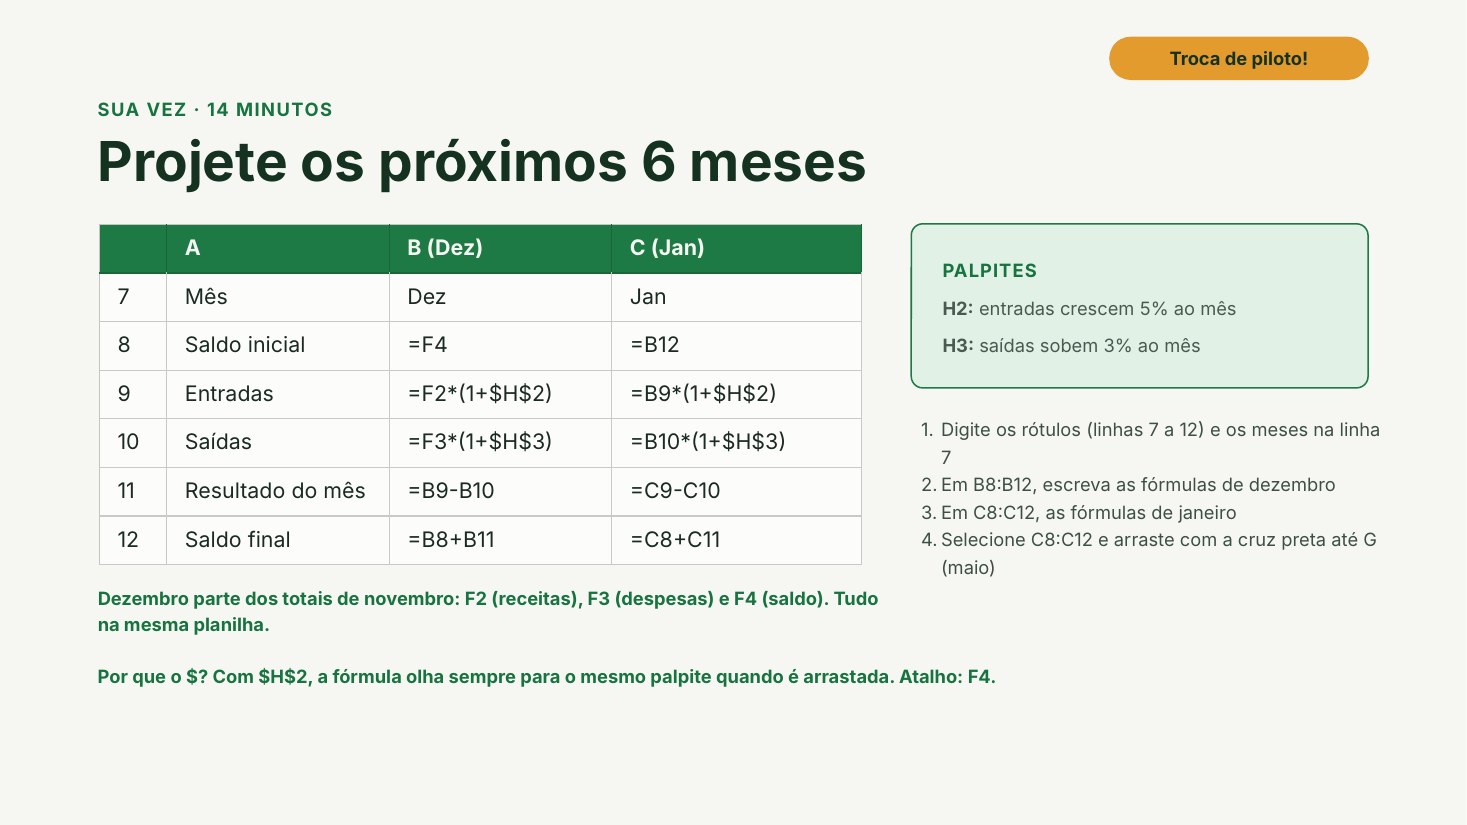 Troca de piloto!
SUA VEZ · 14 MINUTOS
Projete os próximos 6 meses
A B (Dez) C (Jan)
7 Mês Dez Jan
8 Saldo inicial =F4 =B12
9 Entradas =F2*(1+$H$2) =B9*(1+$H$2)
10 Saídas =F3*(1+$H$3) =B10*(1+$H$3)
11 Resultado do mês =B9-B10 =C9-C10
12 Saldo final =B8+B11 =C8+C11
Dezembro parte dos totais de novembro: F2 (receitas), F3 (despesas) e F4 (saldo). Tudo
na mesma planilha.
Por que o $? Com $H$2, a fórmula olha sempre para o mesmo palpite quando é arrastada. Atalho: F4.
PALPITES
H2: entradas crescem 5% ao mês
H3: saídas sobem 3% ao mês
1. Digite os rótulos (linhas 7 a 12) e os meses na linha
7
2. Em B8:B12, escreva as fórmulas de dezembro
3. Em C8:C12, as fórmulas de janeiro
4. Selecione C8:C12 e arraste com a cruz preta até G
(maio)